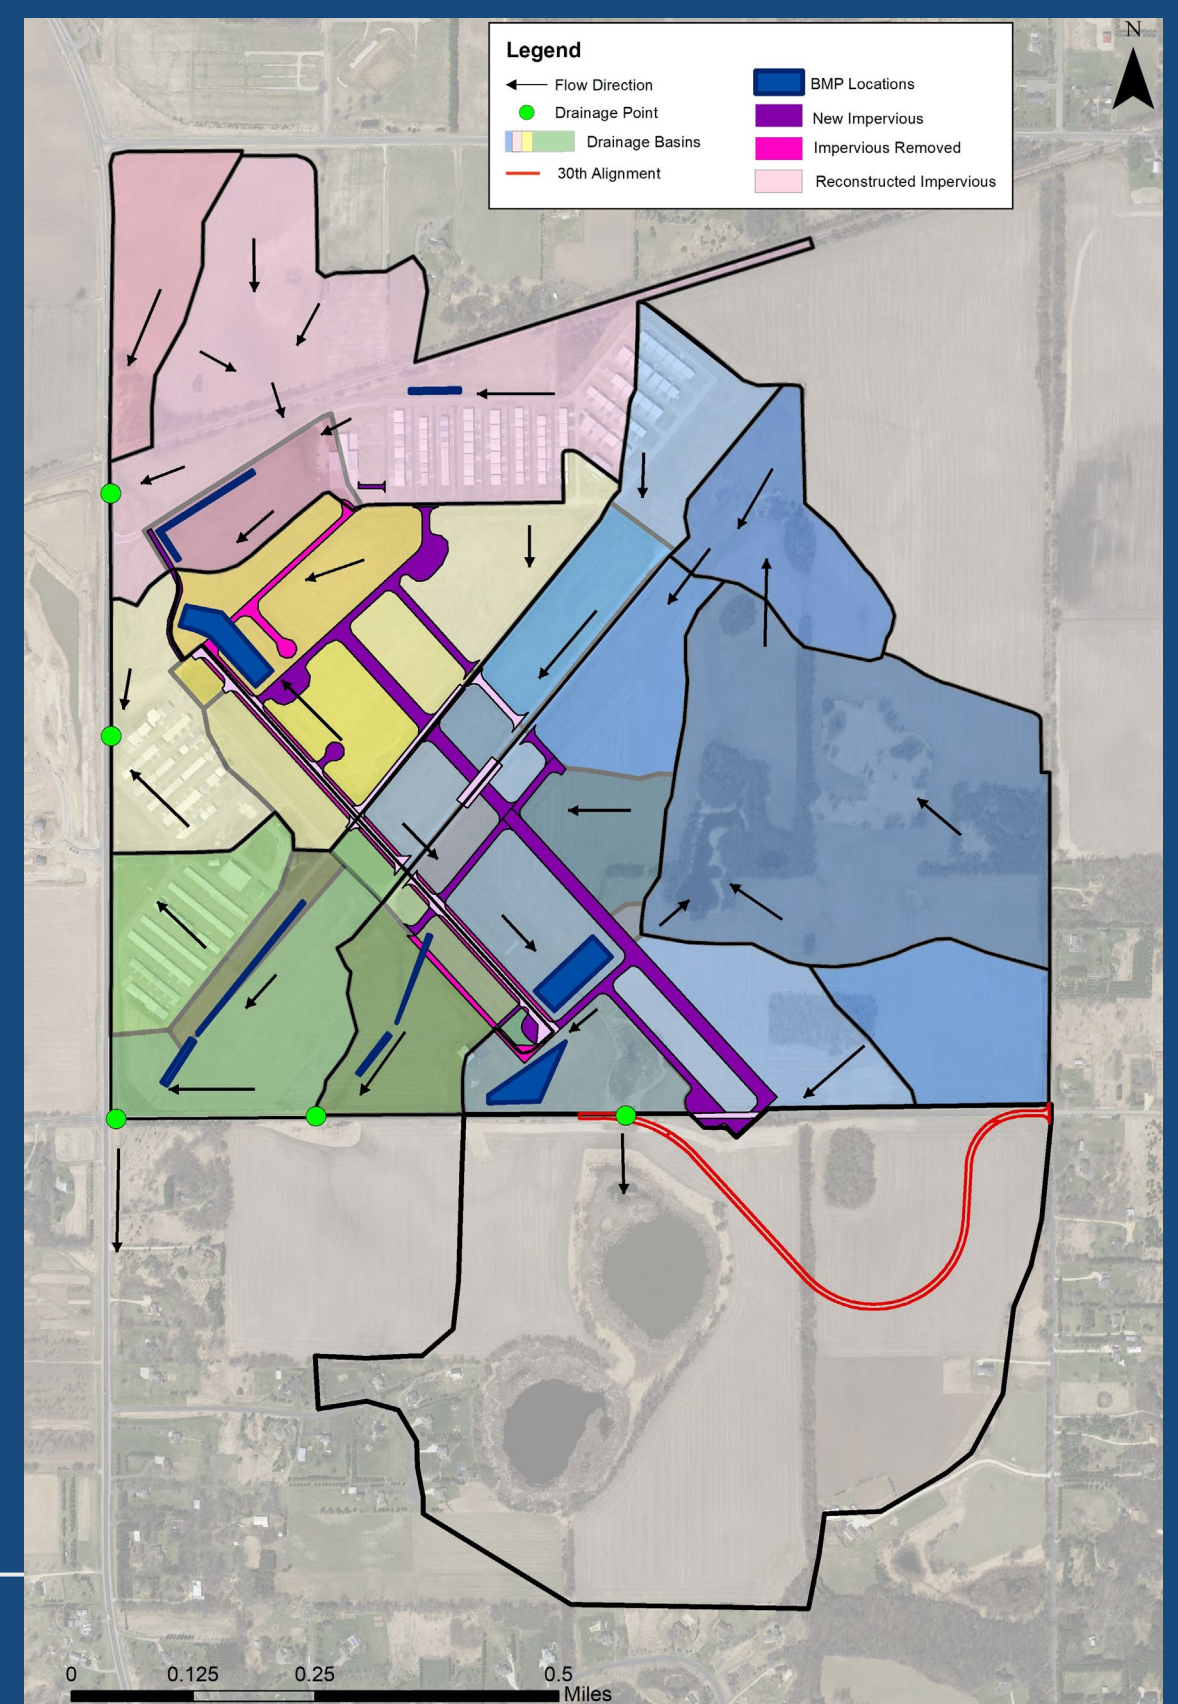 N
Legend
Flow Direction
Drainage Point
Drainage Basins
30th Alignment
BMP Locations
New Impervious
Impervious Removed
Reconstructed Impervious
0 0.125 0.25 0.5
Miles